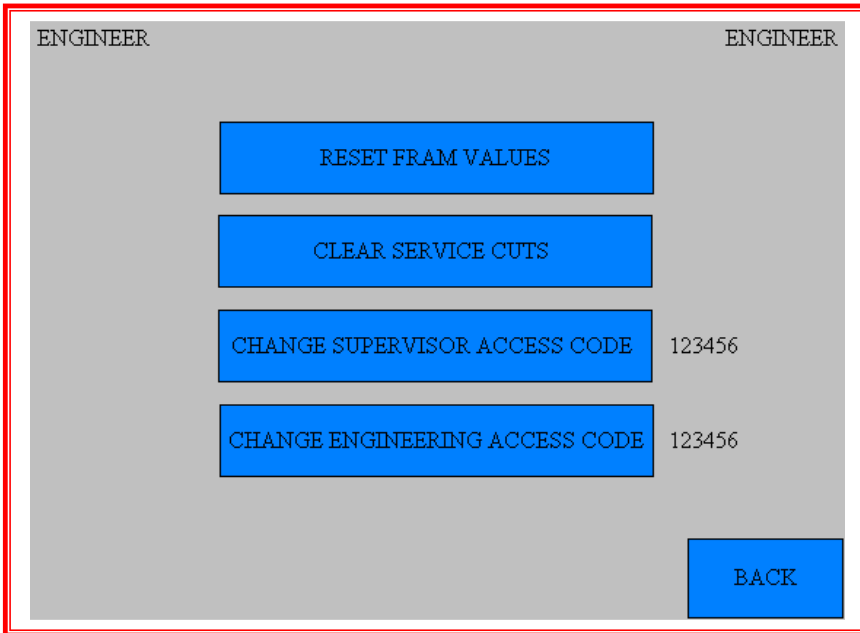 ENGINEER ENGINEER
RESET FRAM VALUES
CLEAR SERVICE CUTS
CHANGE SUPERVISOR ACCESS CODE 123456
CHANGE ENGINEERING ACCESS CODE 123456
BACK